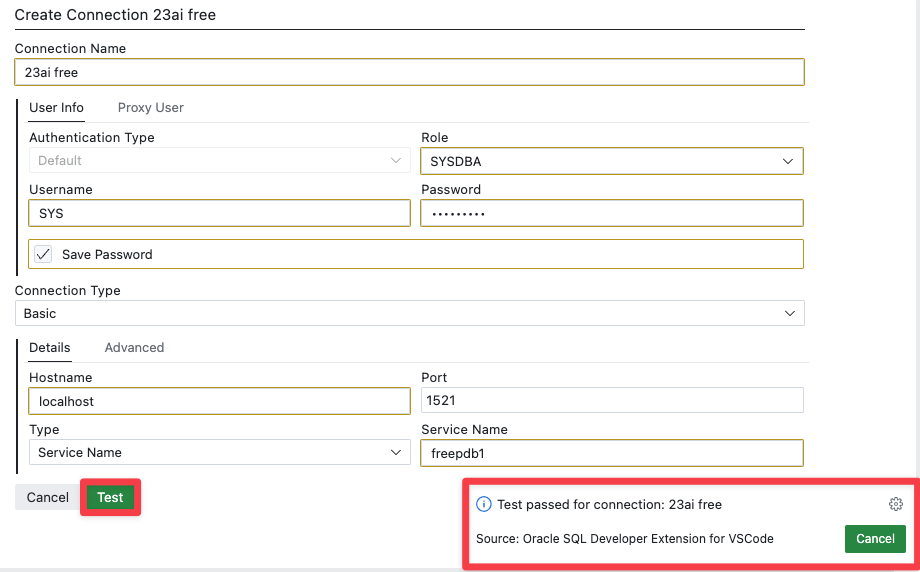 Create Connection 23ai free
Connection Name
23ai free
User Info Proxy User
Authentication Type Role
Default SYSDBA
Username Password
SYS •••••••••
Save Password
Connection Type
Basic
Details Advanced
Hostname Port
localhost 1521
Type Service Name
Service Name freepdb1
Cancel Test
Test passed for connection: 23ai free
Source: Oracle SQL Developer Extension for VSCode Cancel